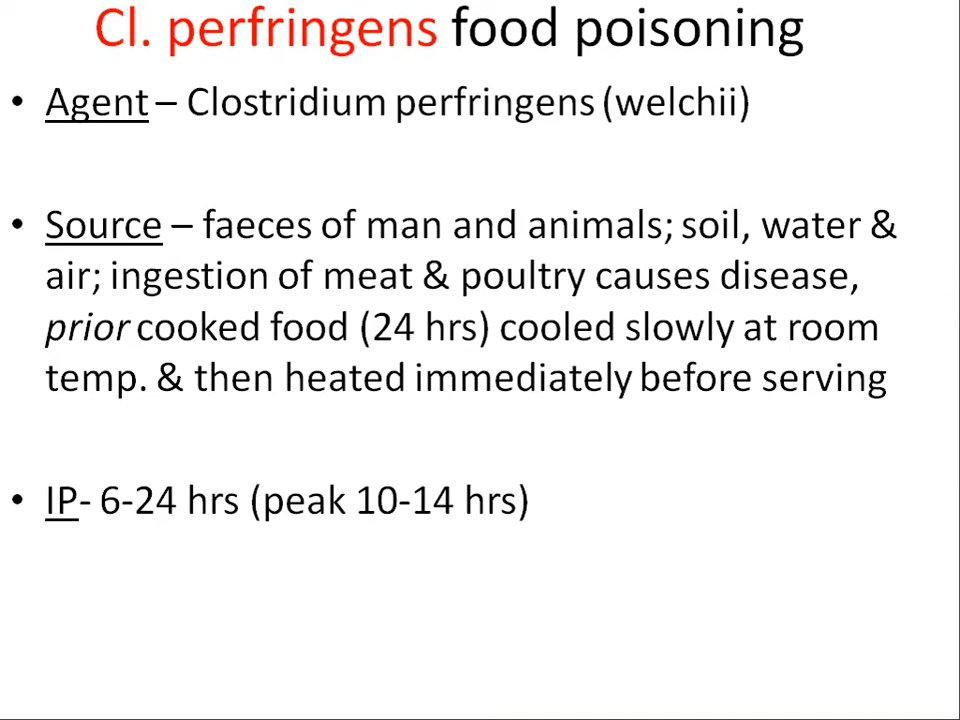 Cl. perfringens food poisoning
• Agent – Clostridium perfringens (welchii)
• Source – faeces of man and animals; soil, water &
air; ingestion of meat & poultry causes disease,
prior cooked food (24 hrs) cooled slowly at room
temp. & then heated immediately before serving
• IP- 6-24 hrs (peak 10-14 hrs)